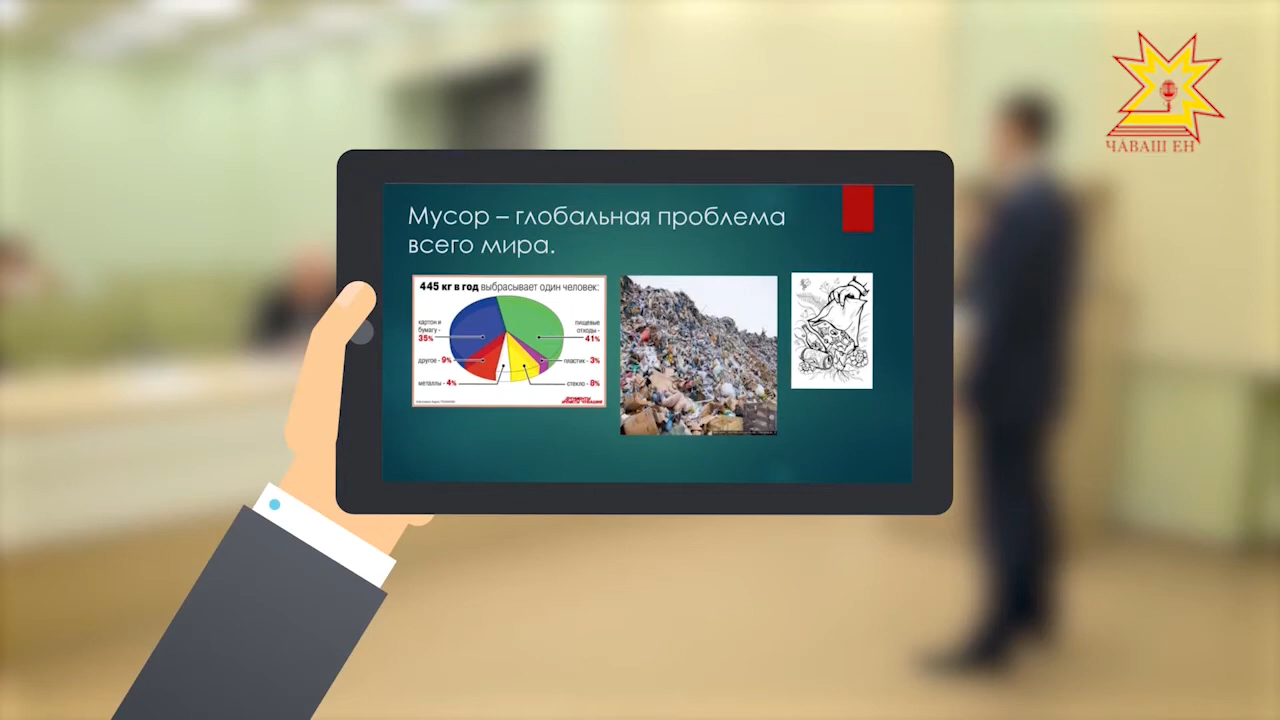 ЧӐВАШ ЕН
Мусор – глобальная проблема
всего мира.
445 кг в год выбрасывает один человек:
картон и
бумагу -
35%
пищевые
отходы -
41%
другое - 9%
пластик - 3%
металлы - 4%
стекло - 8%